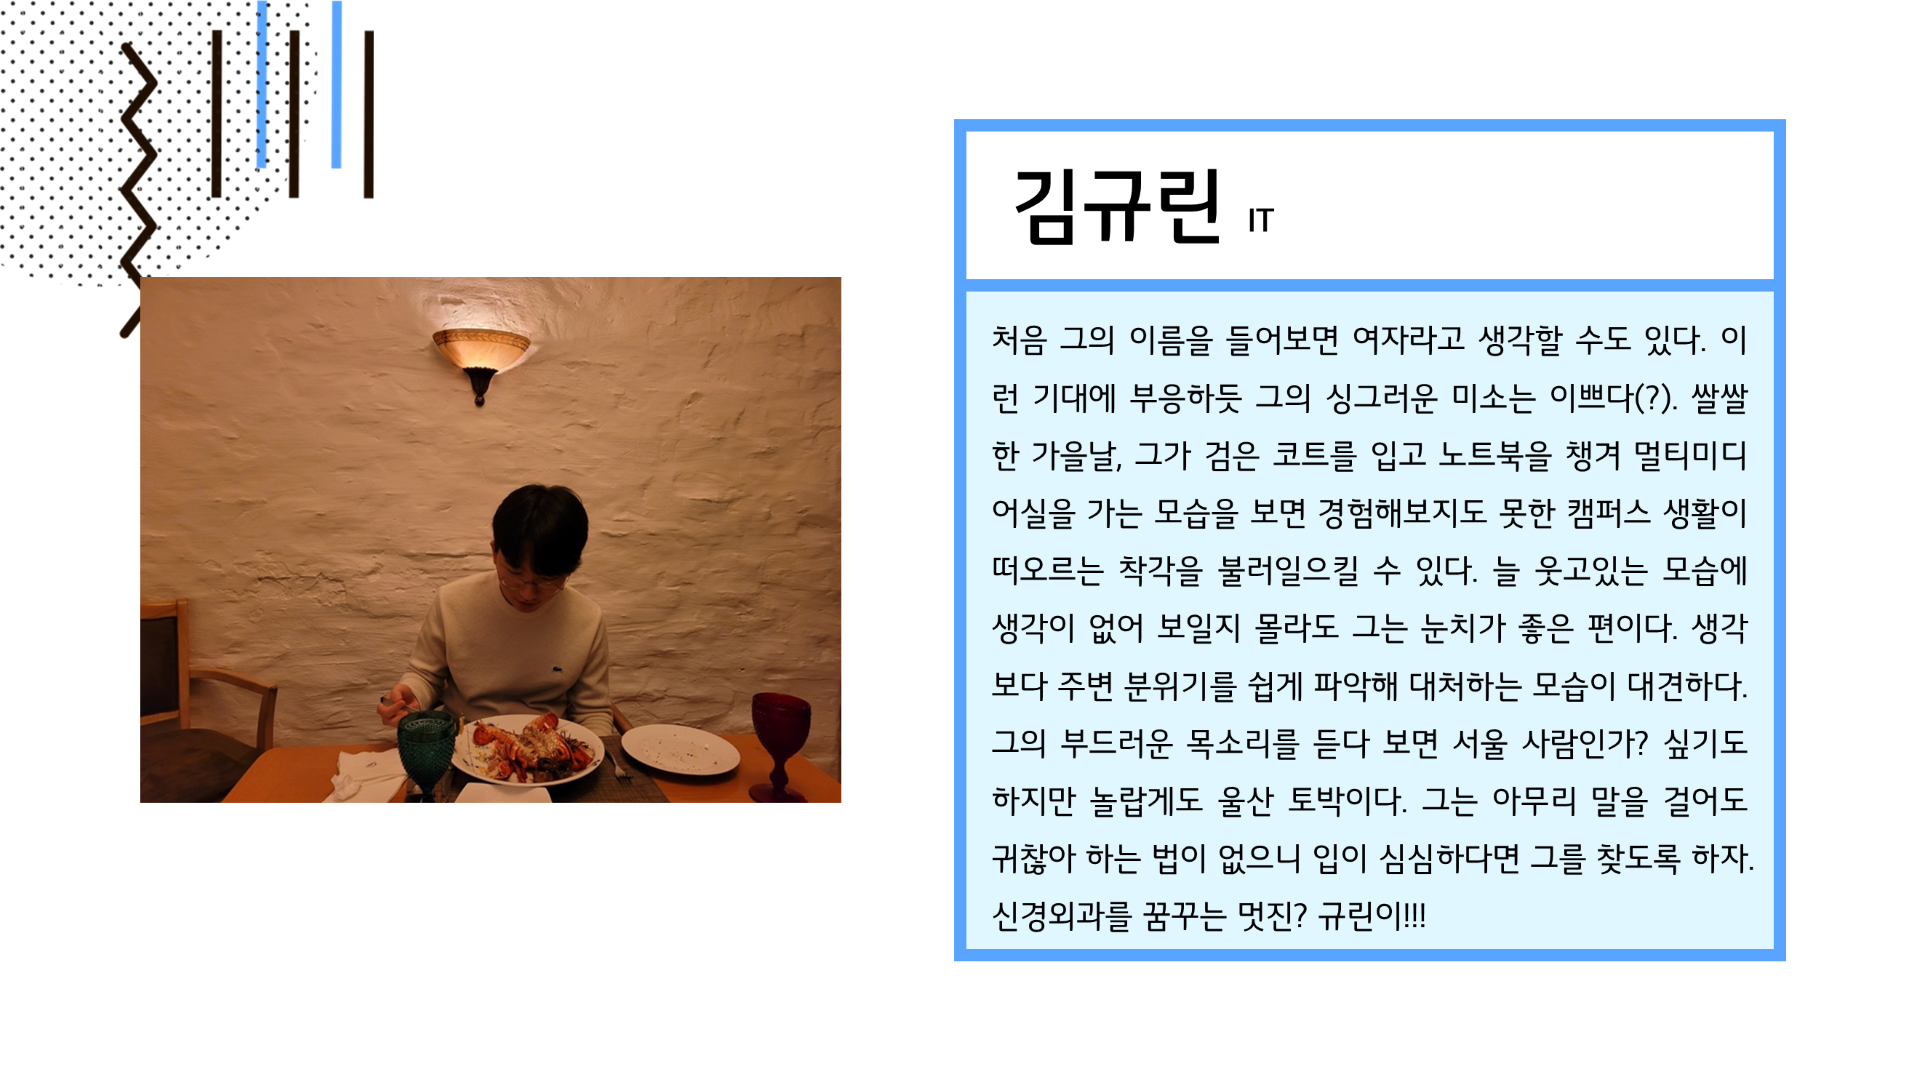 김규린 IT
처음 그의 이름을 들어보면 여자라고 생각할 수도 있다. 이
런 기대에 부응하듯 그의 싱그러운 미소는 이쁘다(?). 쌀쌀
한 가을날, 그가 검은 코트를 입고 노트북을 챙겨 멀티미디
어실을 가는 모습을 보면 경험해보지도 못한 캠퍼스 생활이
떠오르는 착각을 불러일으킬 수 있다. 늘 웃고있는 모습에
생각이 없어 보일지 몰라도 그는 눈치가 좋은 편이다. 생각
보다 주변 분위기를 쉽게 파악해 대처하는 모습이 대견하다.
그의 부드러운 목소리를 듣다 보면 서울 사람인가? 싶기도
하지만 놀랍게도 울산 토박이다. 그는 아무리 말을 걸어도
귀찮아 하는 법이 없으니 입이 심심하다면 그를 찾도록 하자.
신경외과를 꿈꾸는 멋진? 규린이!!!